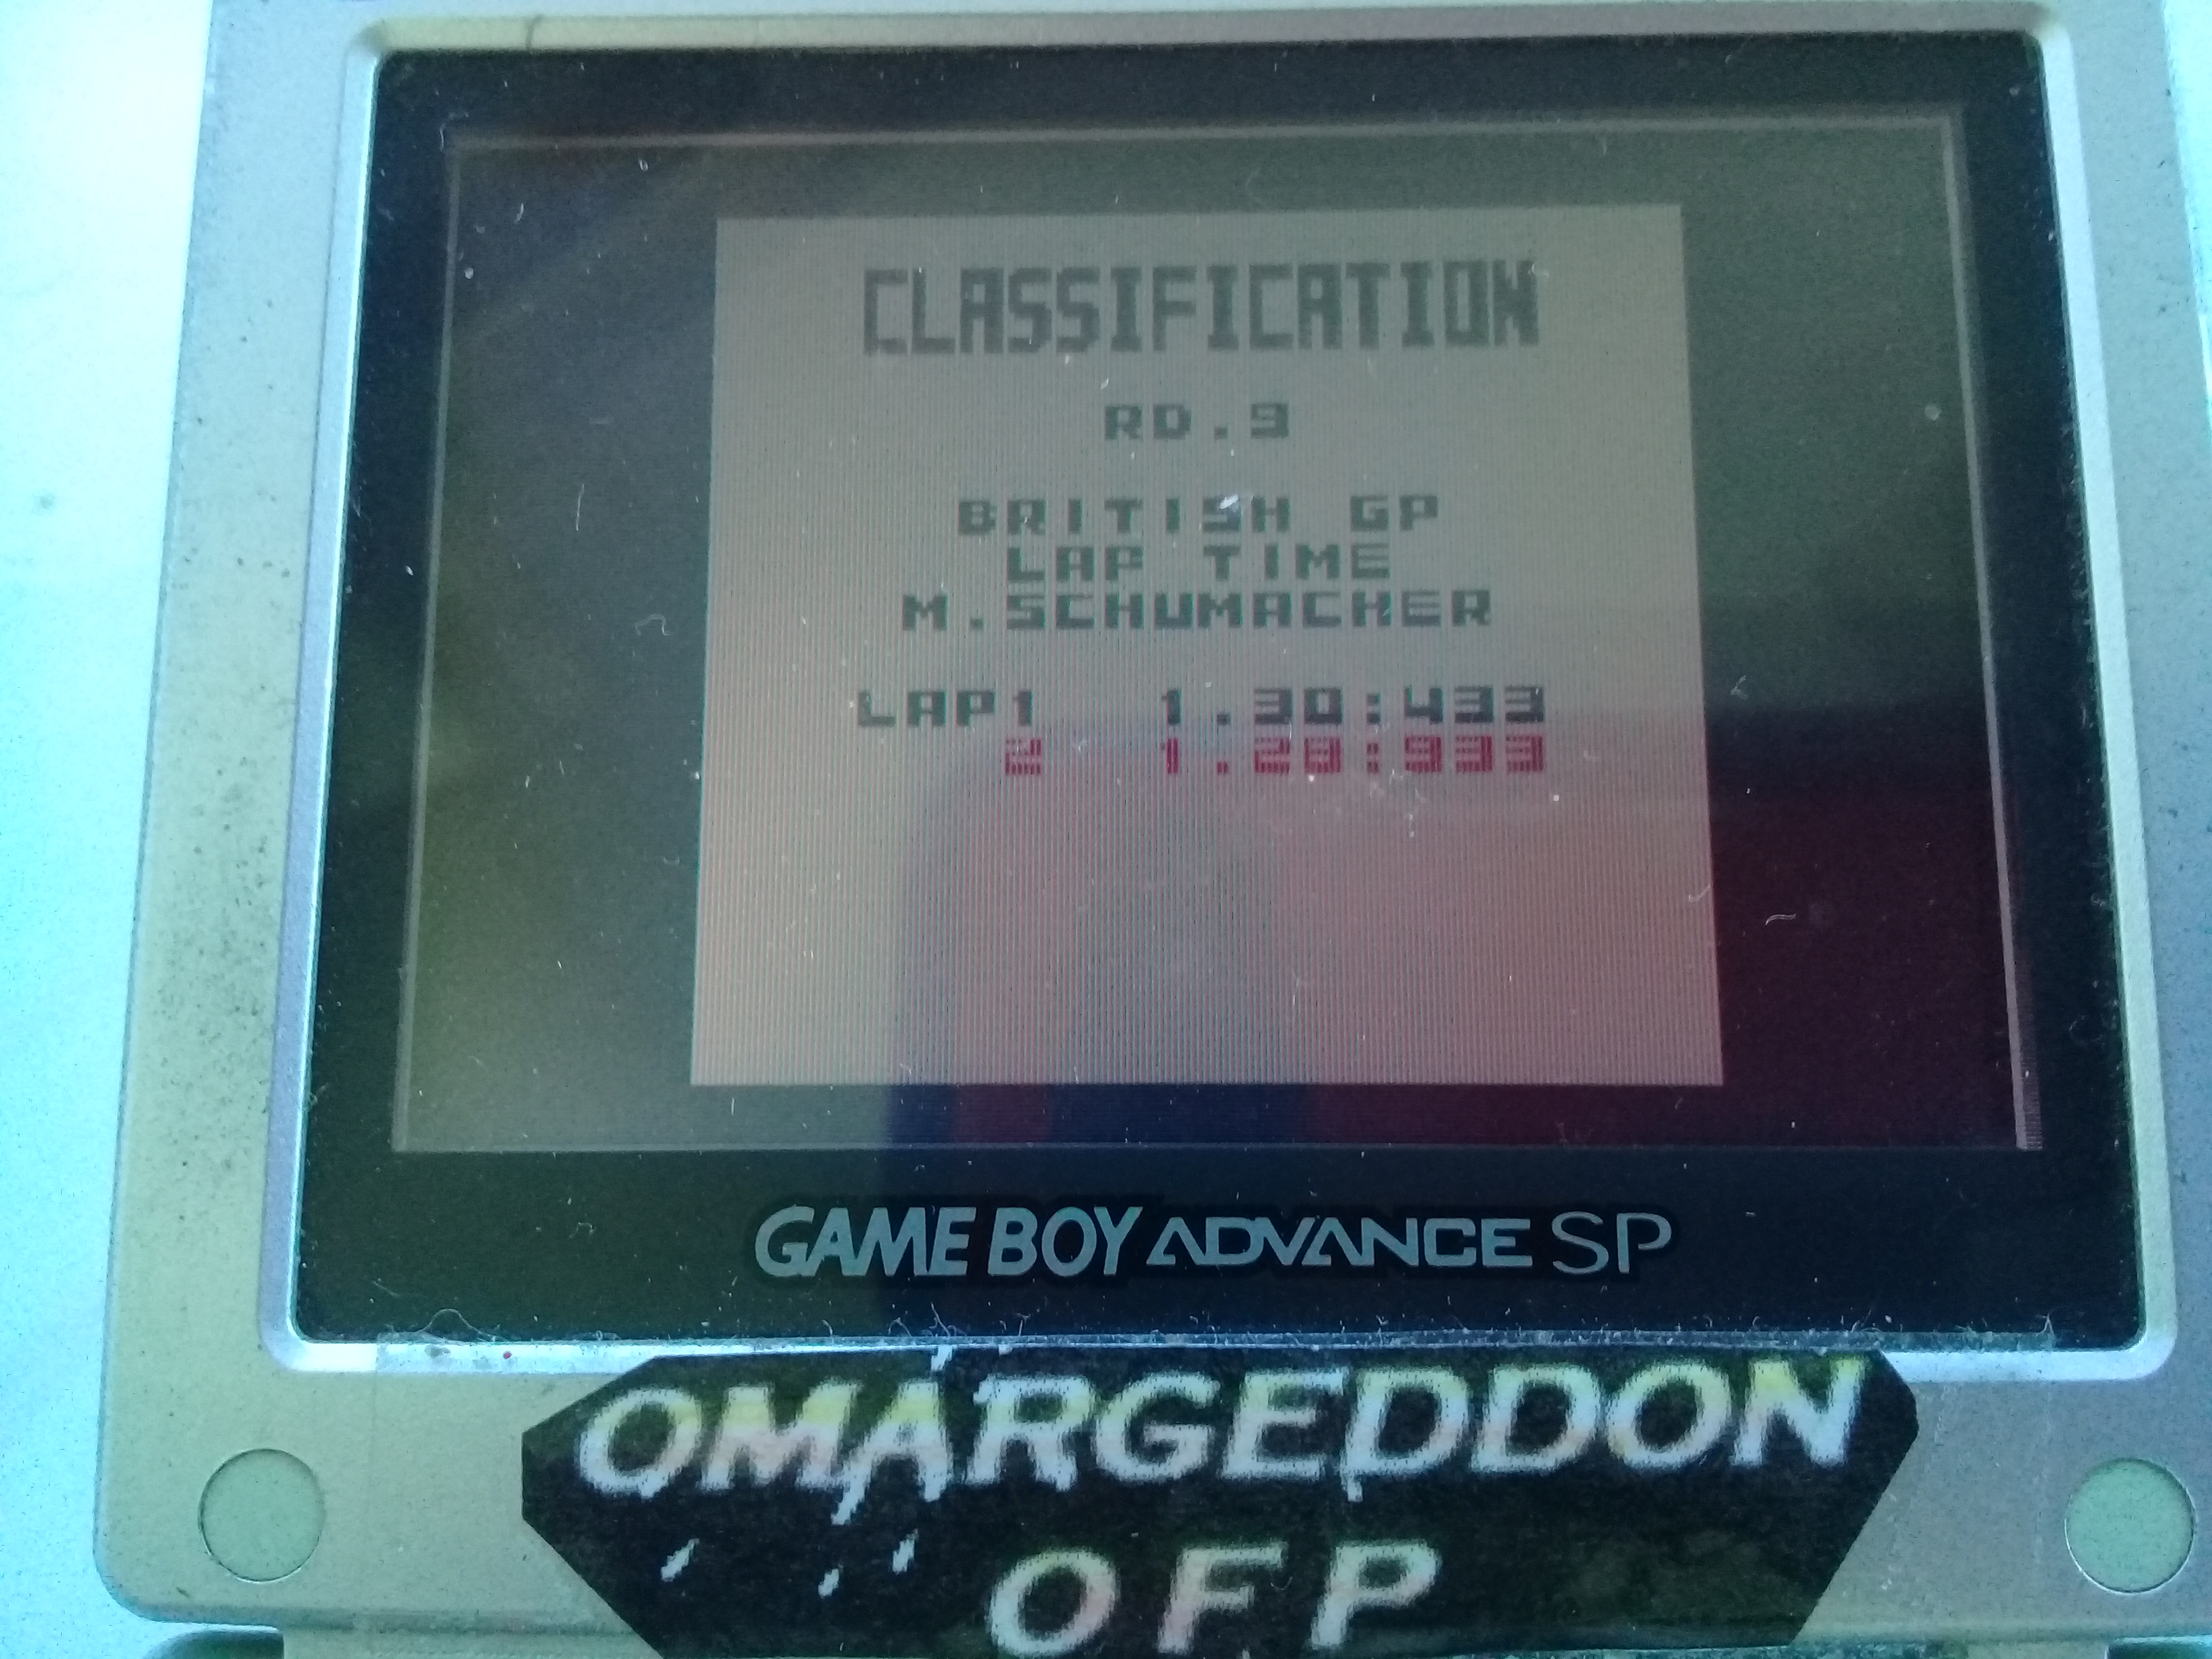 CLASSIFICATION
RD.9
BRITISH GP
LAP TIME
M.SCHUMACHER
LAP1 1.30:433
2 1.28:933
GAME BOY ADVANCE SP
OMARGEDDON
OFP